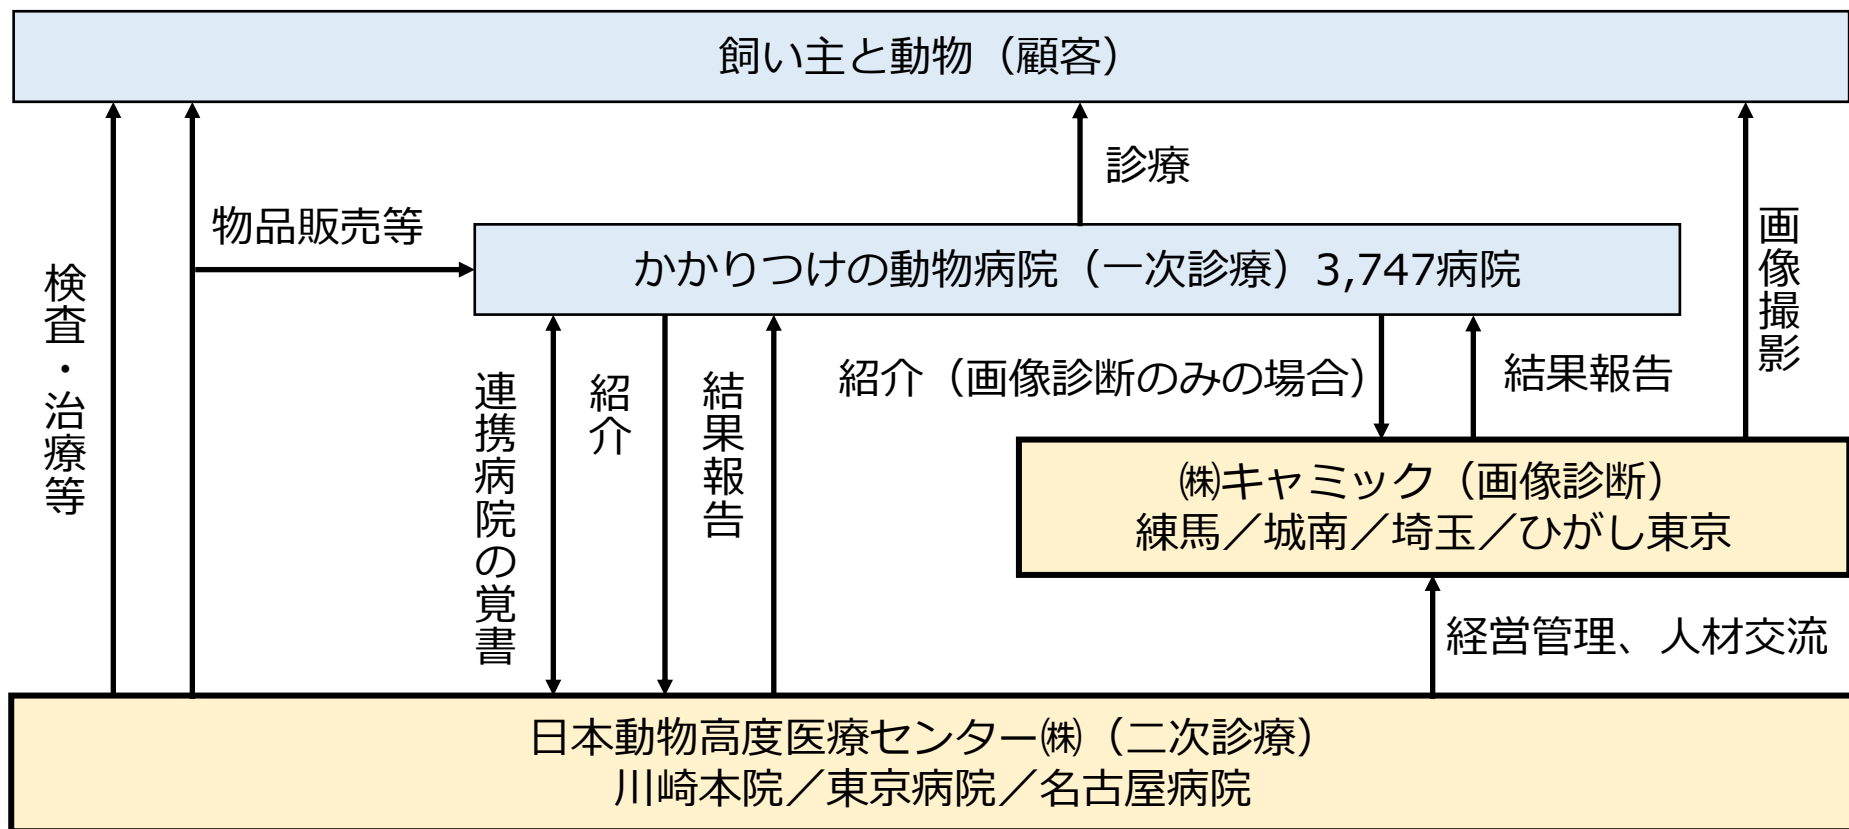 飼い主と動物（顧客）
診療
物品販売等
かかりつけの動物病院（一次診療）3,747病院
画像撮影
検査・治療等
連携病院の覚書
紹介
結果報告
紹介（画像診断のみの場合）
結果報告
㈱キャミック（画像診断）
練馬／城南／埼玉／ひがし東京
経営管理、人材交流
日本動物高度医療センター㈱（二次診療）
川崎本院／東京病院／名古屋病院